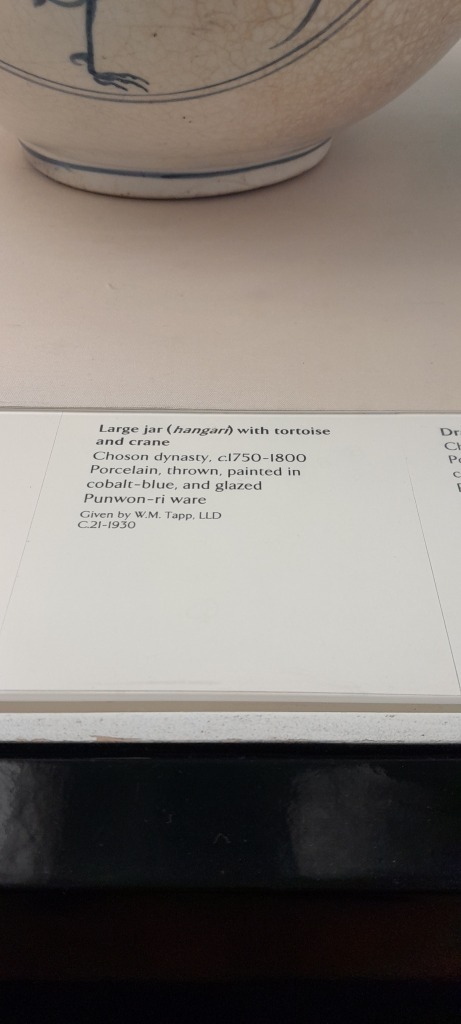 Large jar (hangari) with tortoise
and crane
Choson dynasty, c.1750-1800
Porcelain, thrown, painted in
cobalt-blue, and glazed
Punwon-ri ware
Given by W.M. Tapp, LLD
C.21-1930